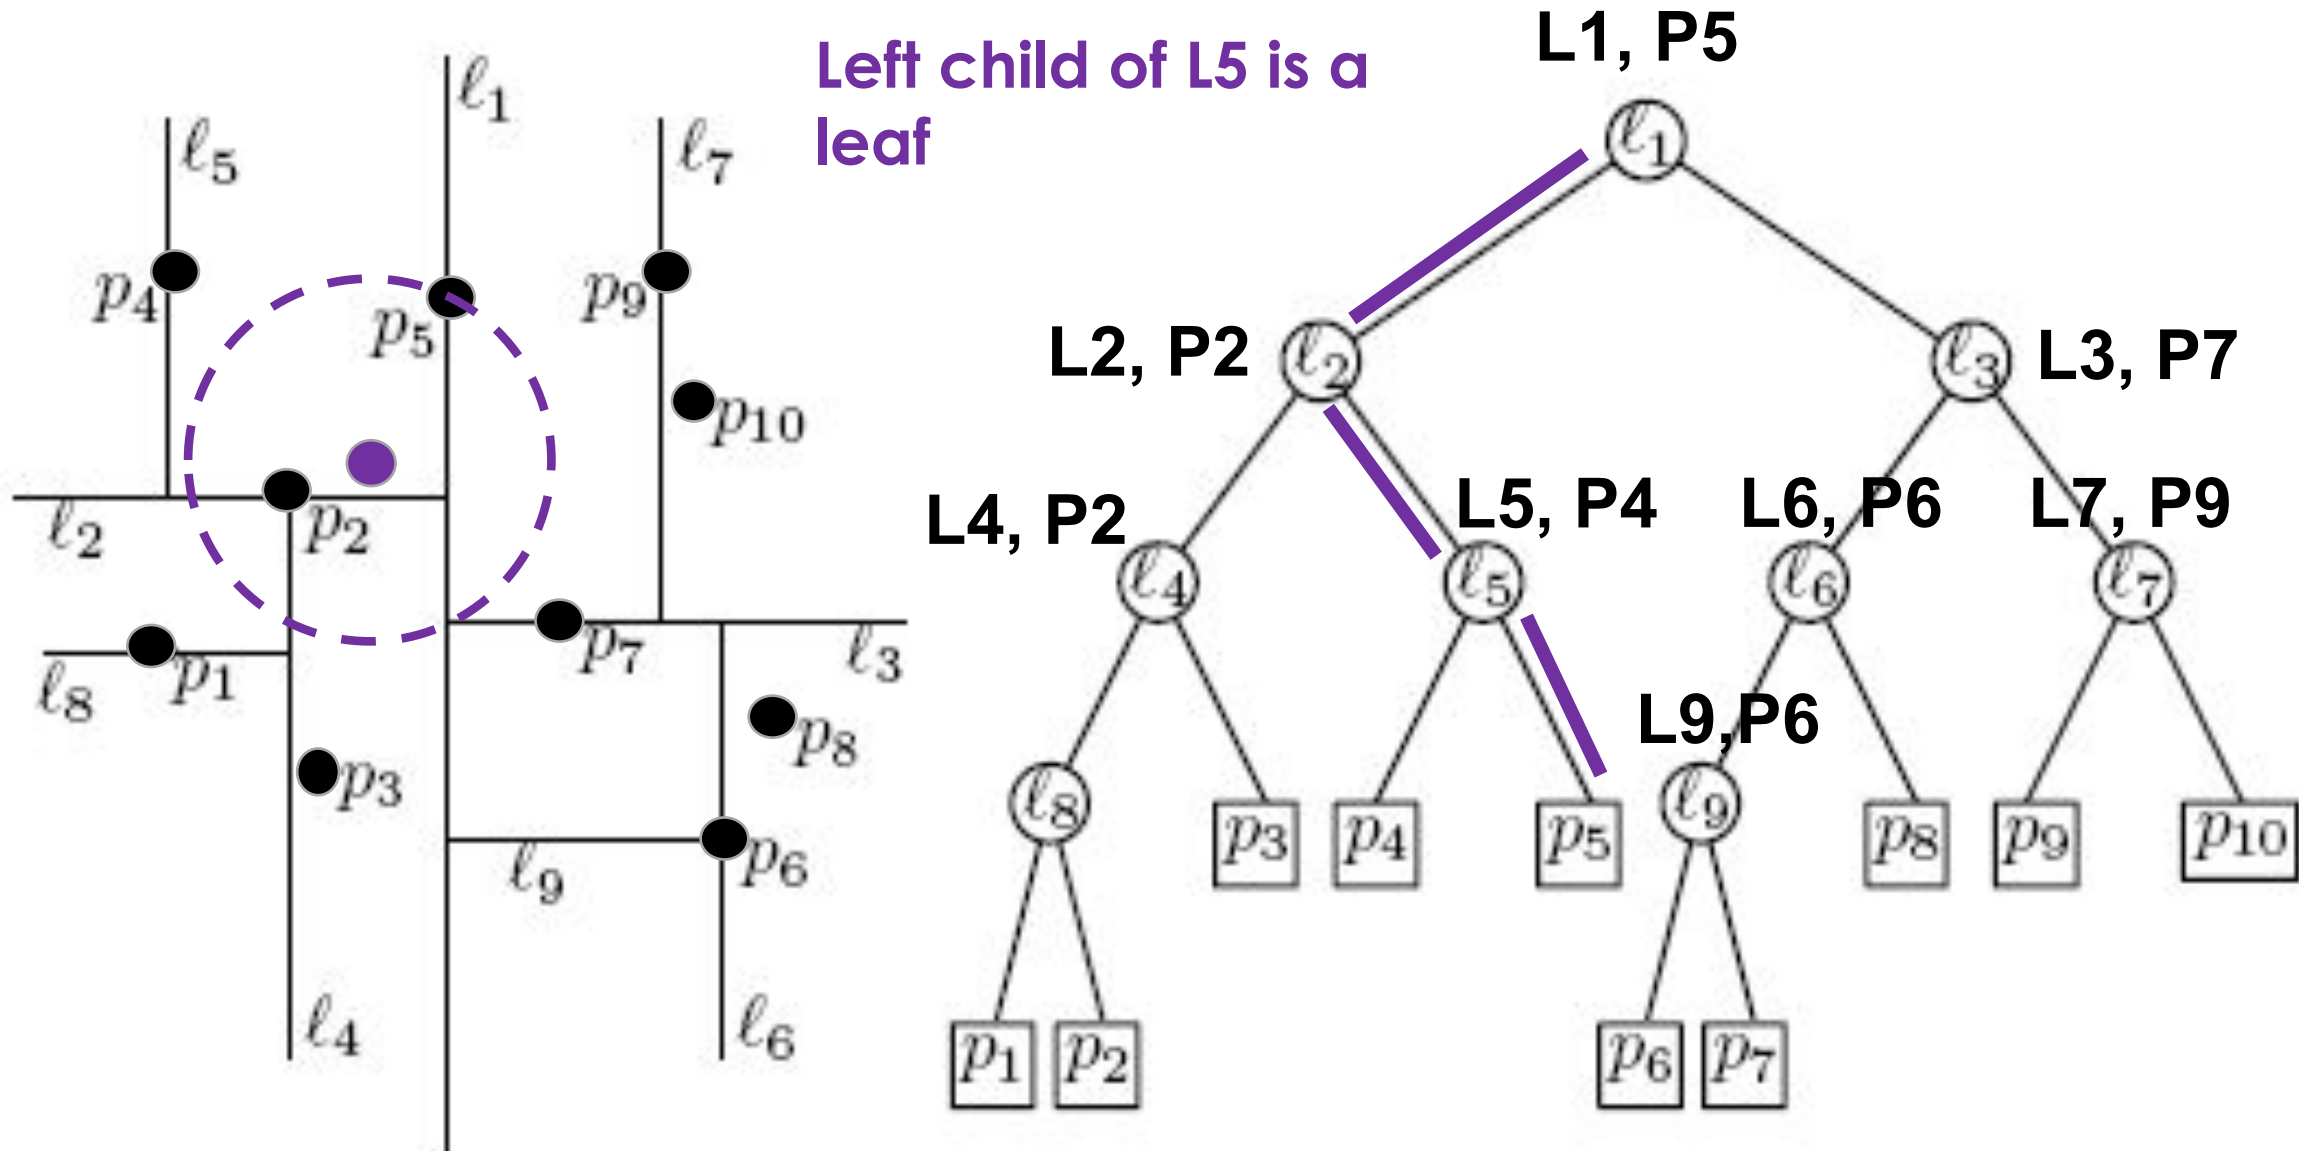 Left child of L5 is a
leaf
ℓ1
ℓ5
ℓ7
p4
p5
p9
p10
ℓ2
p2
p7
ℓ3
ℓ8
p1
p3
p8
ℓ9
p6
ℓ4
ℓ6
L1, P5
ℓ1
L2, P2
ℓ2
ℓ3
L3, P7
L4, P2
L5, P4
L6, P6
L7, P9
ℓ4
ℓ5
ℓ6
ℓ7
L9,P6
ℓ8
p3
p4
p5
ℓ9
p8
p9
p10
p1
p2
p6
p7